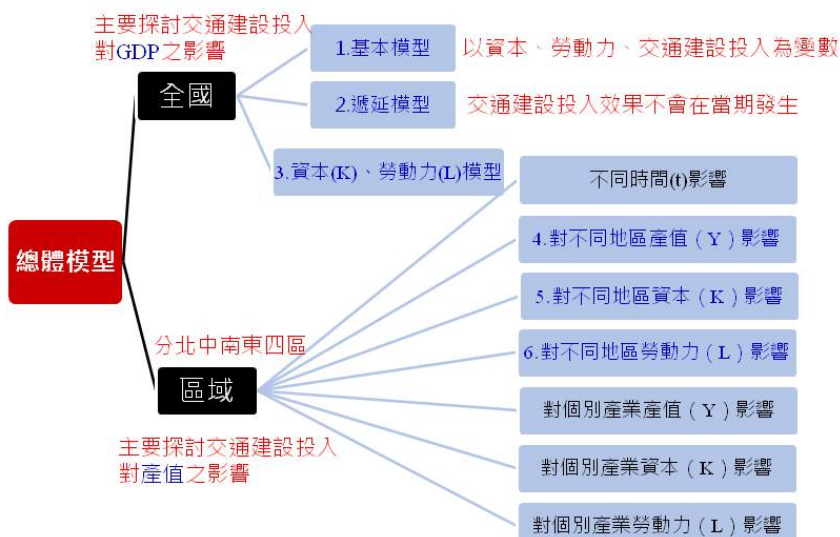 主要探討交通建設投入
對GDP之影響
全國
1.基本模型
以資本、勞動力、交通建設投入為變數
2.遞延模型
交通建設投入效果不會在當期發生
3.資本(K)、勞動力(L)模型
總體模型
分北中南東四區
區域
主要探討交通建設投入
對產值之影響
不同時間(t)影響
4.對不同地區產值（Y）影響
5.對不同地區資本（K）影響
6.對不同地區勞動力（L）影響
對個別產業產值（Y）影響
對個別產業資本（K）影響
對個別產業勞動力（L）影響